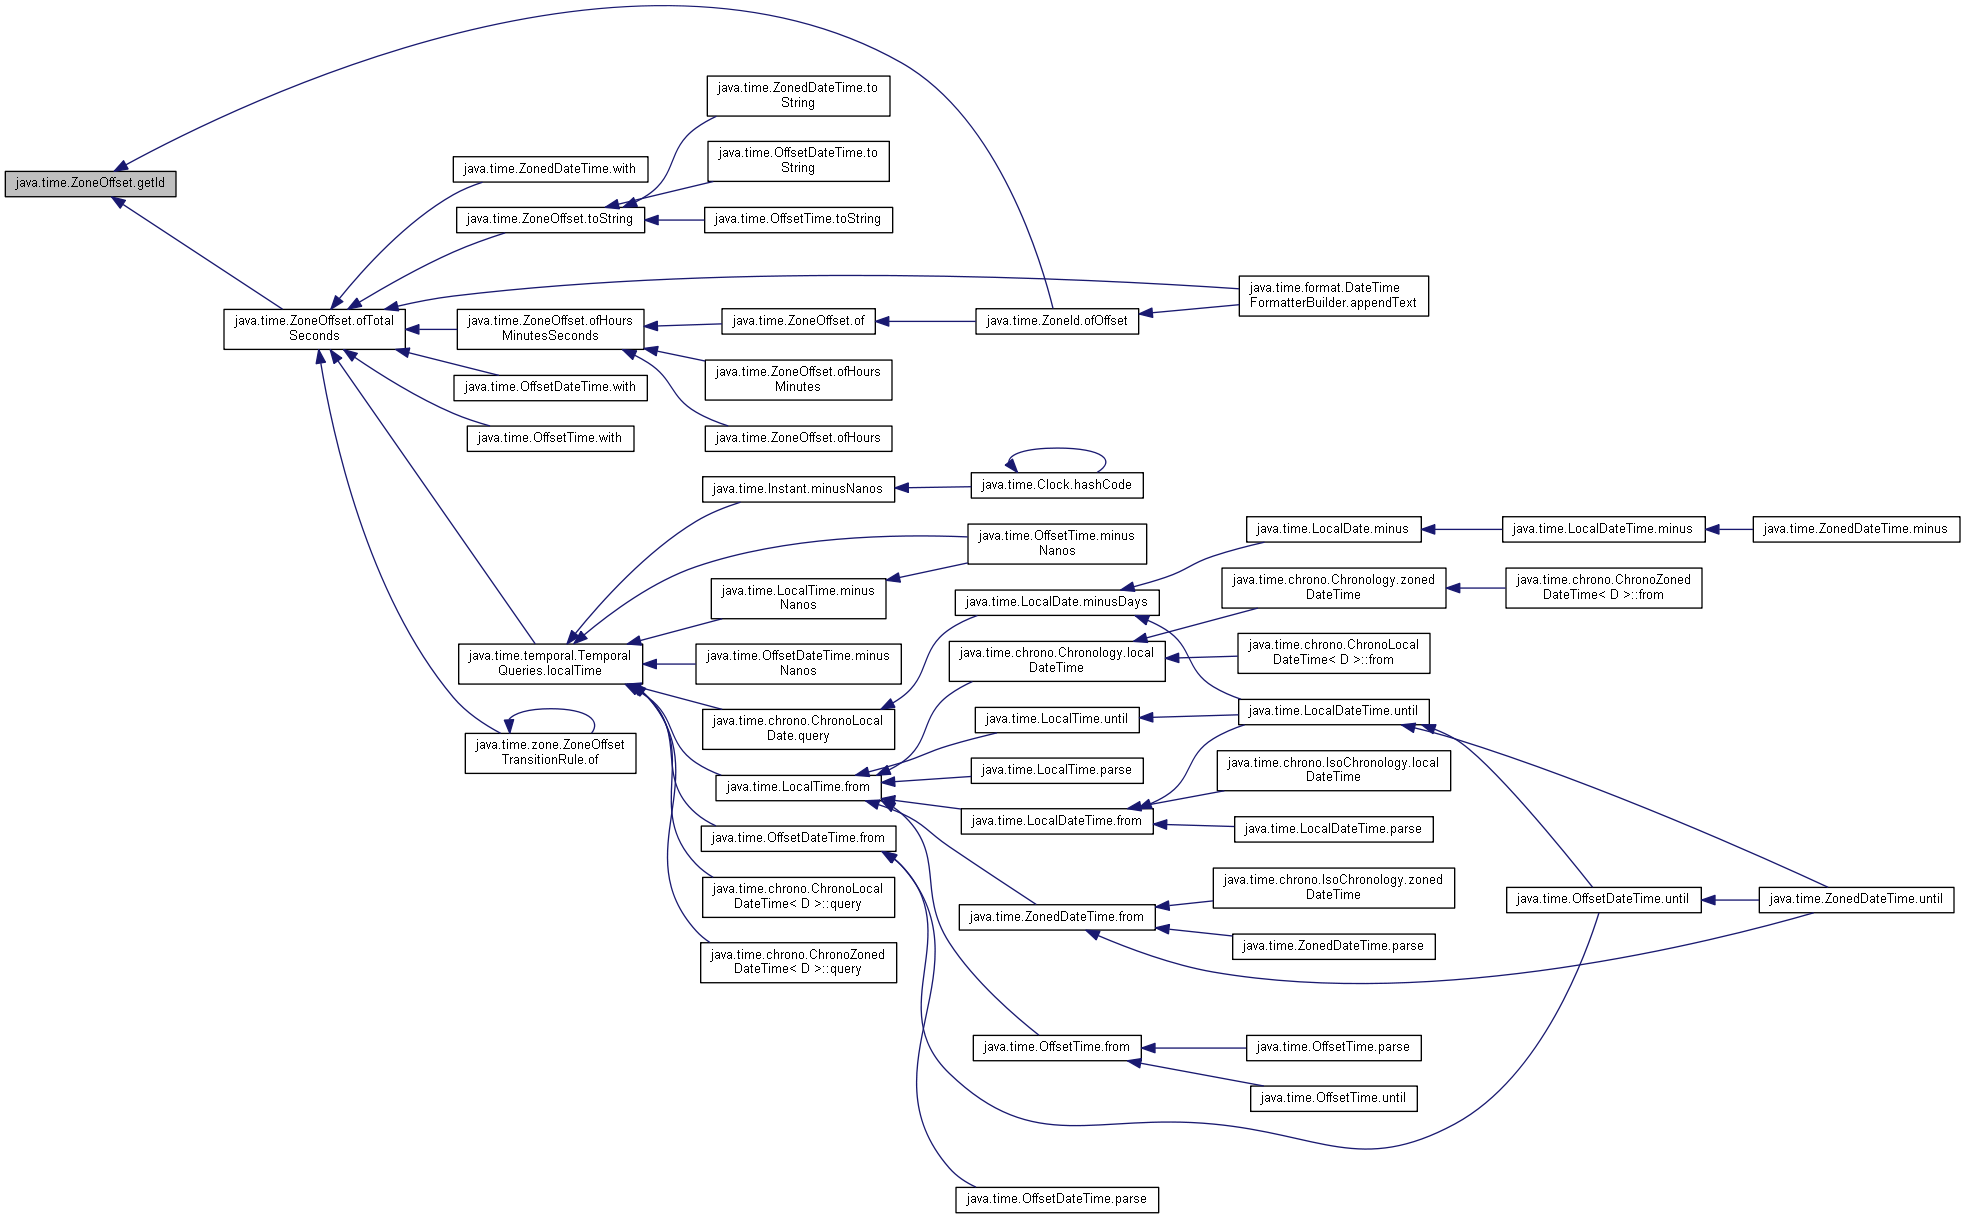 java.time.ZoneOffset.getId
java.time.ZoneOffset.ofTotal
Seconds
java.time.ZonedDateTime.with
java.time.ZoneOffset.toString
java.time.ZoneOffset.ofHours
MinutesSeconds
java.time.OffsetDateTime.with
java.time.OffsetTime.with
java.time.temporal.Temporal
Queries.localTime
java.time.zone.ZoneOffset
TransitionRule.of
java.time.ZonedDateTime.to
String
java.time.OffsetDateTime.to
String
java.time.OffsetTime.toString
java.time.ZoneOffset.of
java.time.ZoneOffset.ofHours
Minutes
java.time.ZoneOffset.ofHours
java.time.Instant.minusNanos
java.time.LocalTime.minus
Nanos
java.time.OffsetDateTime.minus
Nanos
java.time.chrono.ChronoLocal
Date.query
java.time.LocalTime.from
java.time.OffsetDateTime.from
java.time.chrono.ChronoLocal
DateTime< D >::query
java.time.chrono.ChronoZoned
DateTime< D >::query
java.time.ZoneId.ofOffset
java.time.Clock.hashCode
java.time.OffsetTime.minus
Nanos
java.time.LocalDate.minusDays
java.time.chrono.Chronology.local
DateTime
java.time.LocalTime.until
java.time.LocalTime.parse
java.time.LocalDateTime.from
java.time.ZonedDateTime.from
java.time.OffsetTime.from
java.time.OffsetDateTime.parse
java.time.format.DateTime
FormatterBuilder.appendText
java.time.LocalDate.minus
java.time.chrono.Chronology.zoned
DateTime
java.time.chrono.ChronoLocal
DateTime< D >::from
java.time.LocalDateTime.until
java.time.chrono.IsoChronology.local
DateTime
java.time.LocalDateTime.parse
java.time.chrono.IsoChronology.zoned
DateTime
java.time.ZonedDateTime.parse
java.time.OffsetTime.parse
java.time.OffsetTime.until
java.time.LocalDateTime.minus
java.time.chrono.ChronoZoned
DateTime< D >::from
java.time.OffsetDateTime.until
java.time.ZonedDateTime.minus
java.time.ZonedDateTime.until